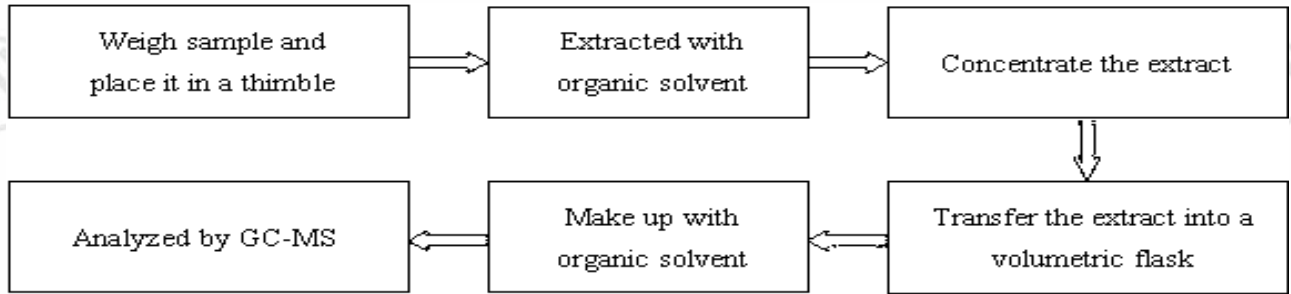 Weigh sample and
place it in a thimble
Extracted with
organic solvent
Concentrate the extract
Transfer the extract into a
volumetric flask
Make up with
organic solvent
Analyzed by GC-MS